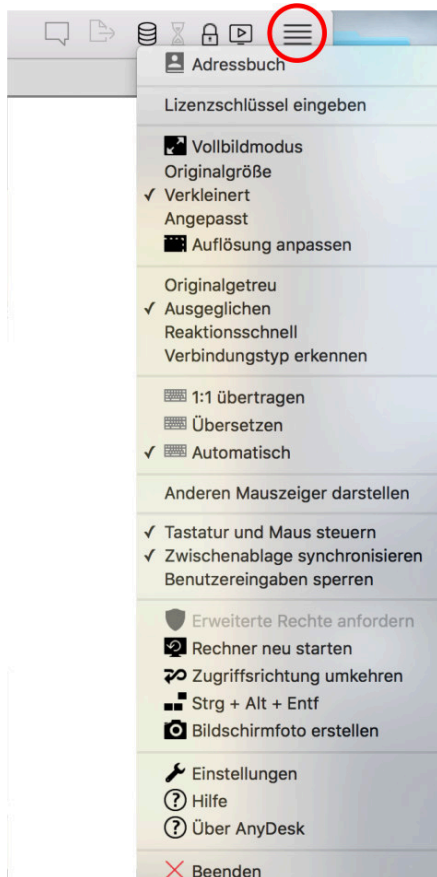 Adressbuch
Lizenzschlüssel eingeben
Vollbildmodus
Originalgröße
✓ Verkleinert
Angepasst
Auflösung anpassen
Originalgetreu
✓ Ausgeglichen
Reaktionsschnell
Verbindungstyp erkennen
1:1 übertragen
Übersetzen
✓ Automatisch
Anderen Mauszeiger darstellen
✓ Tastatur und Maus steuern
✓ Zwischenablage synchronisieren
Benutzereingaben sperren
Erweiterte Rechte anfordern
Rechner neu starten
Zugriffsrichtung umkehren
Strg + Alt + Entf
Bildschirmfoto erstellen
Einstellungen
Hilfe
Über AnyDesk
Beenden